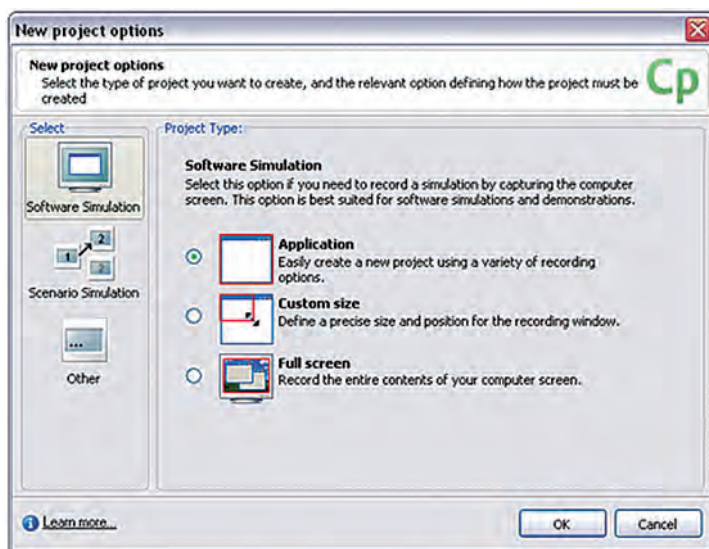 New project options
New project options
Select the type of project you want to create, and the relevant option defining how the project must be
created
Cp
Select
Software Simulation
1
2
2
Scenario Simulation
...
Other
Project Type:
Software Simulation
Select this option if you need to record a simulation by capturing the computer
screen. This option is best suited for software simulations and demonstrations.
Application
Easily create a new project using a variety of recording
options.
Custom size
Define a precise size and position for the recording window.
Full screen
Record the entire contents of your computer screen.
Learn more...
OK
Cancel